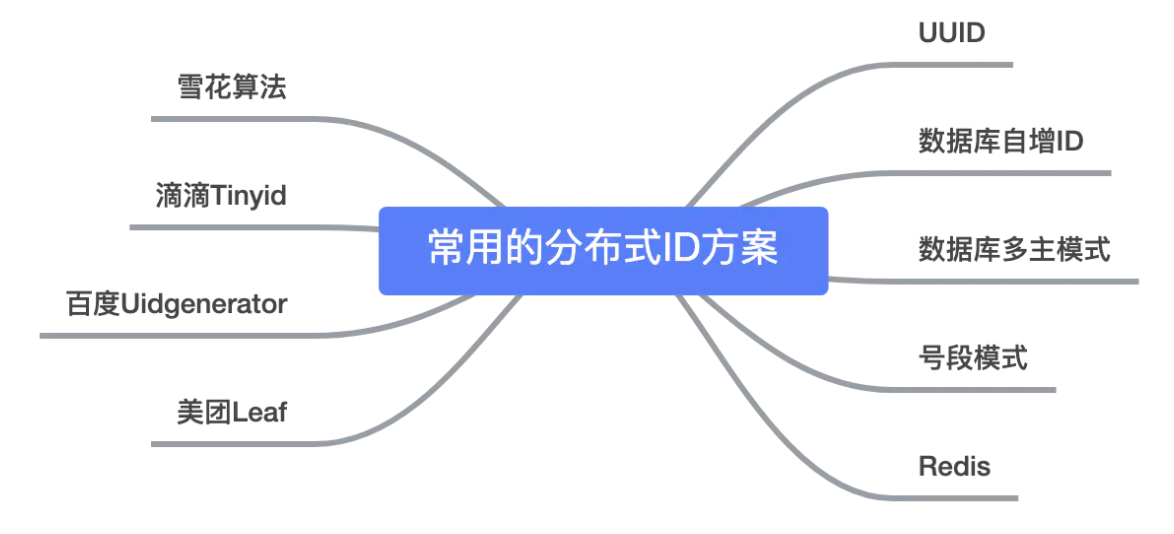 常用的分布式ID方案
UUID
数据库自增ID
数据库多主模式
号段模式
Redis
雪花算法
滴滴Tinyid
百度Uidgenerator
美团Leaf